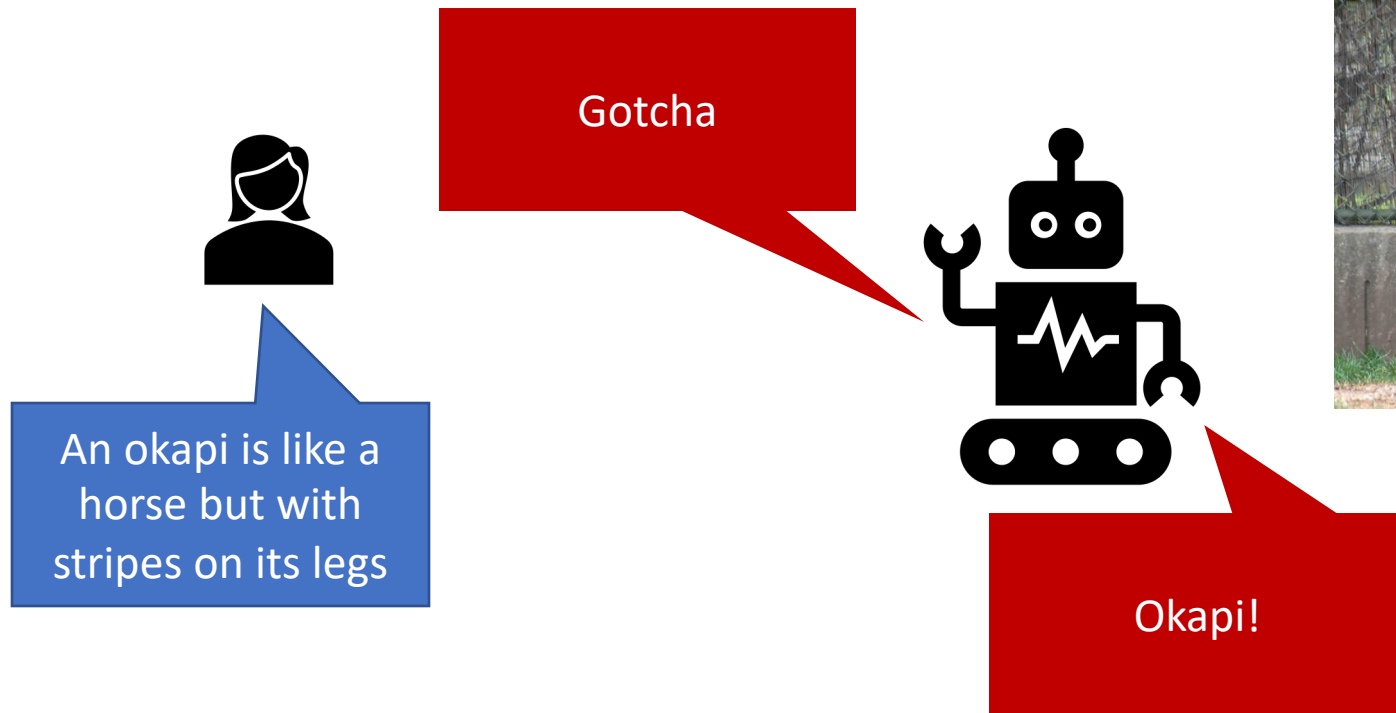 Gotcha
An okapi is like a
horse but with
stripes on its legs
Okapi!